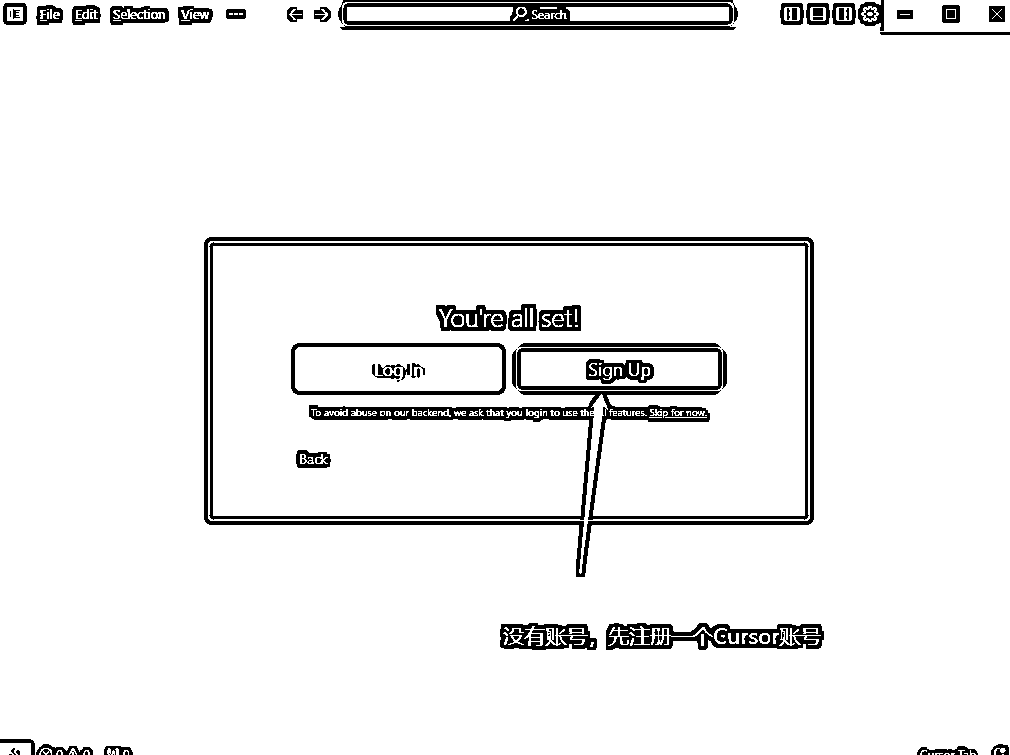 File Edit Selection View ··· Search
You're all set!
Log In Sign Up
To avoid abuse on our backend, we ask that you login to use the AI features. Skip for now.
Back
没有账号，先注册一个Cursor账号
0 0 0 Cursor Tab